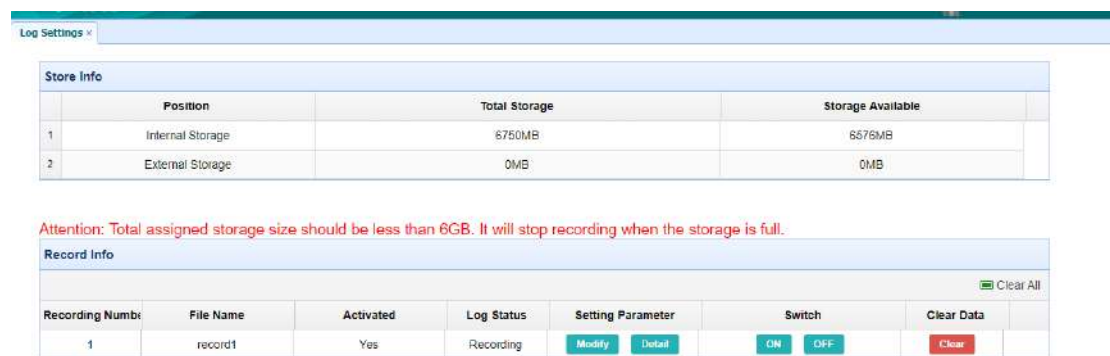 Log Settings ×
Store Info
Position Total Storage Storage Available
1 Internal Storage 6750MB 6576MB
2 External Storage 0MB 0MB
Attention: Total assigned storage size should be less than 6GB. It will stop recording when the storage is full.
Record Info
Clear All
Recording Numbe File Name Activated Log Status Setting Parameter Switch Clear Data
1 record1 Yes Recording Modify Detail ON OFF Clear